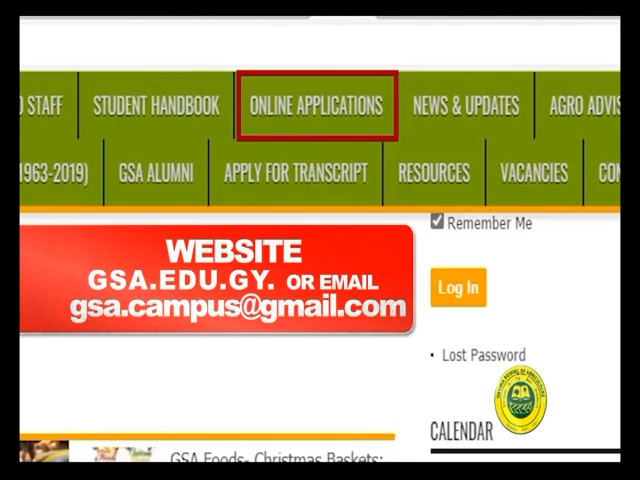 STAFF
STUDENT HANDBOOK
ONLINE APPLICATIONS
NEWS & UPDATES
AGRO
1963-2019)
GSA ALUMNI
APPLY FOR TRANSCRIPT
RESOURCES
VACANCIES
Remember Me
WEBSITE
GSA.EDU.GY. OR EMAIL
gsa.campus@gmail.com
Log In
• Lost Password
CALENDAR
GSA Foods- Christmas Baskets: